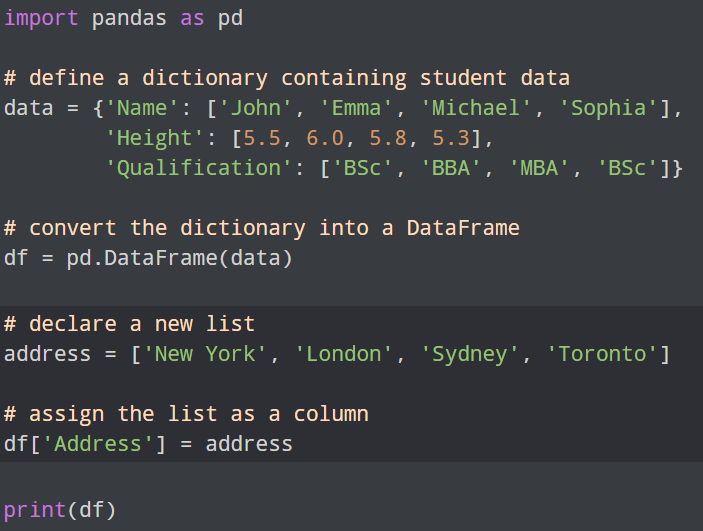 import pandas as pd
# define a dictionary containing student data
data = {'Name': ['John', 'Emma', 'Michael', 'Sophia'],
        'Height': [5.5, 6.0, 5.8, 5.3],
        'Qualification': ['BSc', 'BBA', 'MBA', 'BSc']}
# convert the dictionary into a DataFrame
df = pd.DataFrame(data)
# declare a new list
address = ['New York', 'London', 'Sydney', 'Toronto']
# assign the list as a column
df['Address'] = address
print(df)